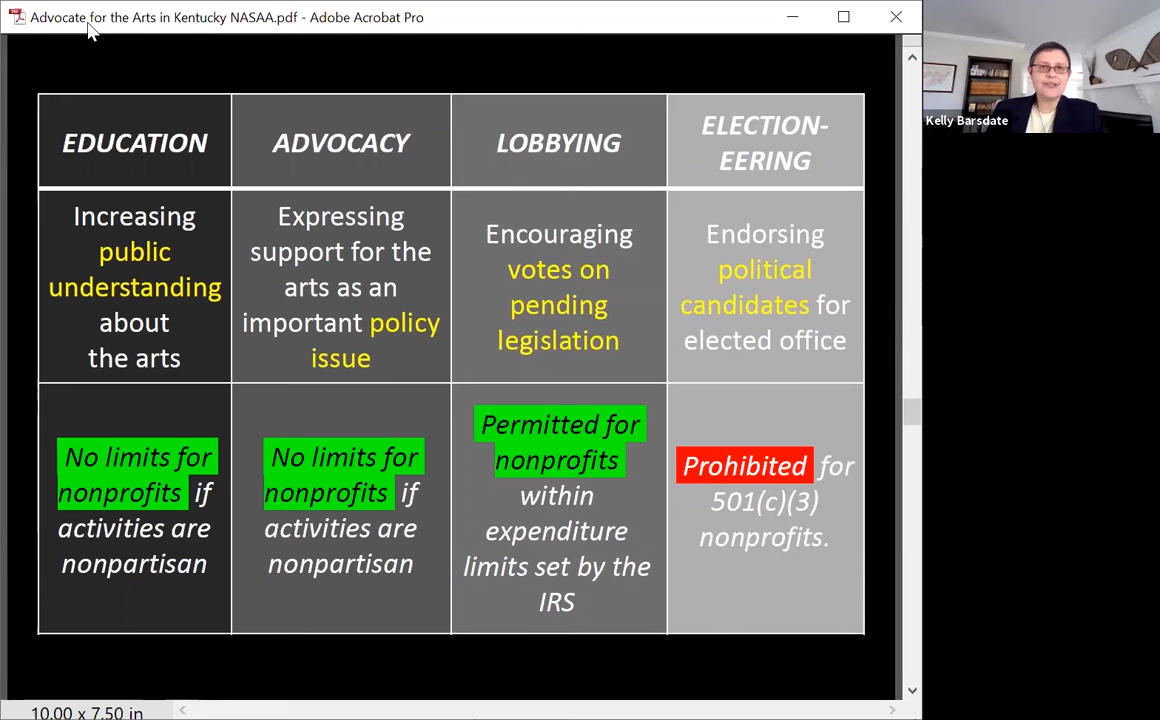 Advocate for the Arts in Kentucky NASAA.pdf - Adobe Acrobat Pro
Kelly Barsdate
EDUCATION
ADVOCACY
LOBBYING
ELECTION-
EERING
Increasing
public
understanding
about
the arts
Expressing
support for the
arts as an
important policy
issue
Encouraging
votes on
pending
legislation
Endorsing
political
candidates for
elected office
No limits for
nonprofits if
activities are
nonpartisan
No limits for
nonprofits if
activities are
nonpartisan
Permitted for
nonprofits
within
expenditure
limits set by the
IRS
Prohibited for
501(c)(3)
nonprofits.
10.00 x 7.50 in